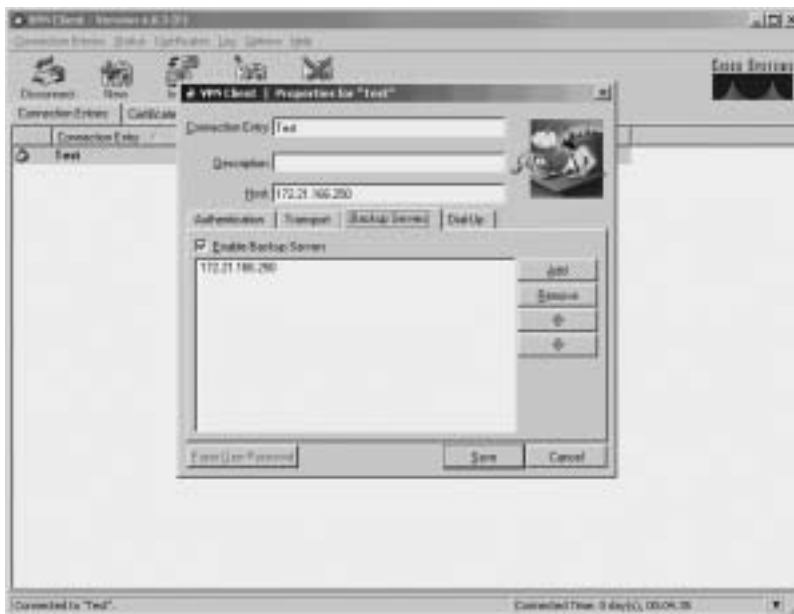 VPN Client - Version 4.0.3 (F)
Connection Entries Status Certificates Log Options Help
Disconnect New
CISCO SYSTEMS
Connection Entries Certificate
Connection Entry
Test
VPN Client | Properties for "Test"
Connection Entry: Test
Description:
Host: 172.21.166.250
Authentication Transport Backup Servers Dial-Up
Enable Backup Servers
172.21.166.250
Add
Remove
Erase User Password
Save Cancel
Connected to "Test".
Connected Time: 0 day(s), 00:04.38